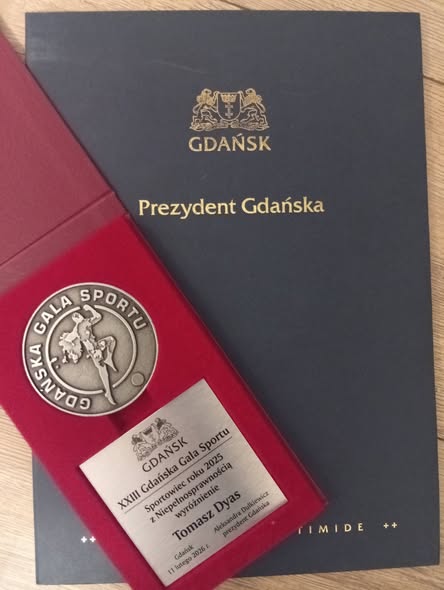 GDAŃSK
Prezydent Gdańska
GDAŃSKA GALA SPORTU
GDAŃSK
XXIII Gdańska Gala Sportu
Sportowiec roku 2025
z Niepełnosprawnością
wyróżnienie
Tomasz Dyas
Gdańsk
11 lutego 2026 r.
Aleksandra Dulkiewicz
prezydent Gdańska
TIMIDE